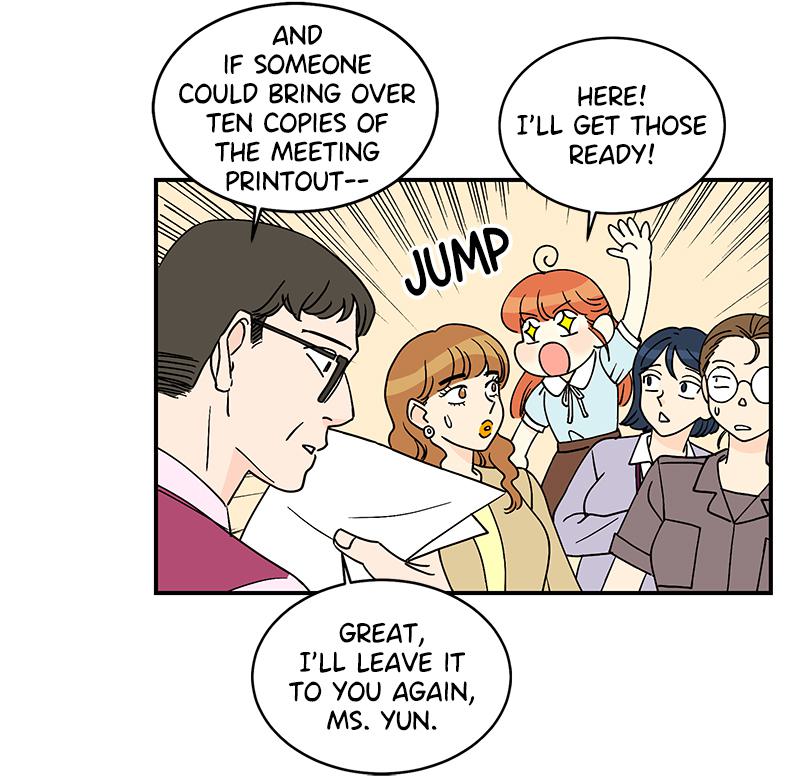 AND
IF SOMEONE
COULD BRING OVER
TEN COPIES OF
THE MEETING
PRINTOUT--
HERE!
I'LL GET THOSE
READY!
JUMP
GREAT,
I'LL LEAVE IT
TO YOU AGAIN,
MS. YUN.